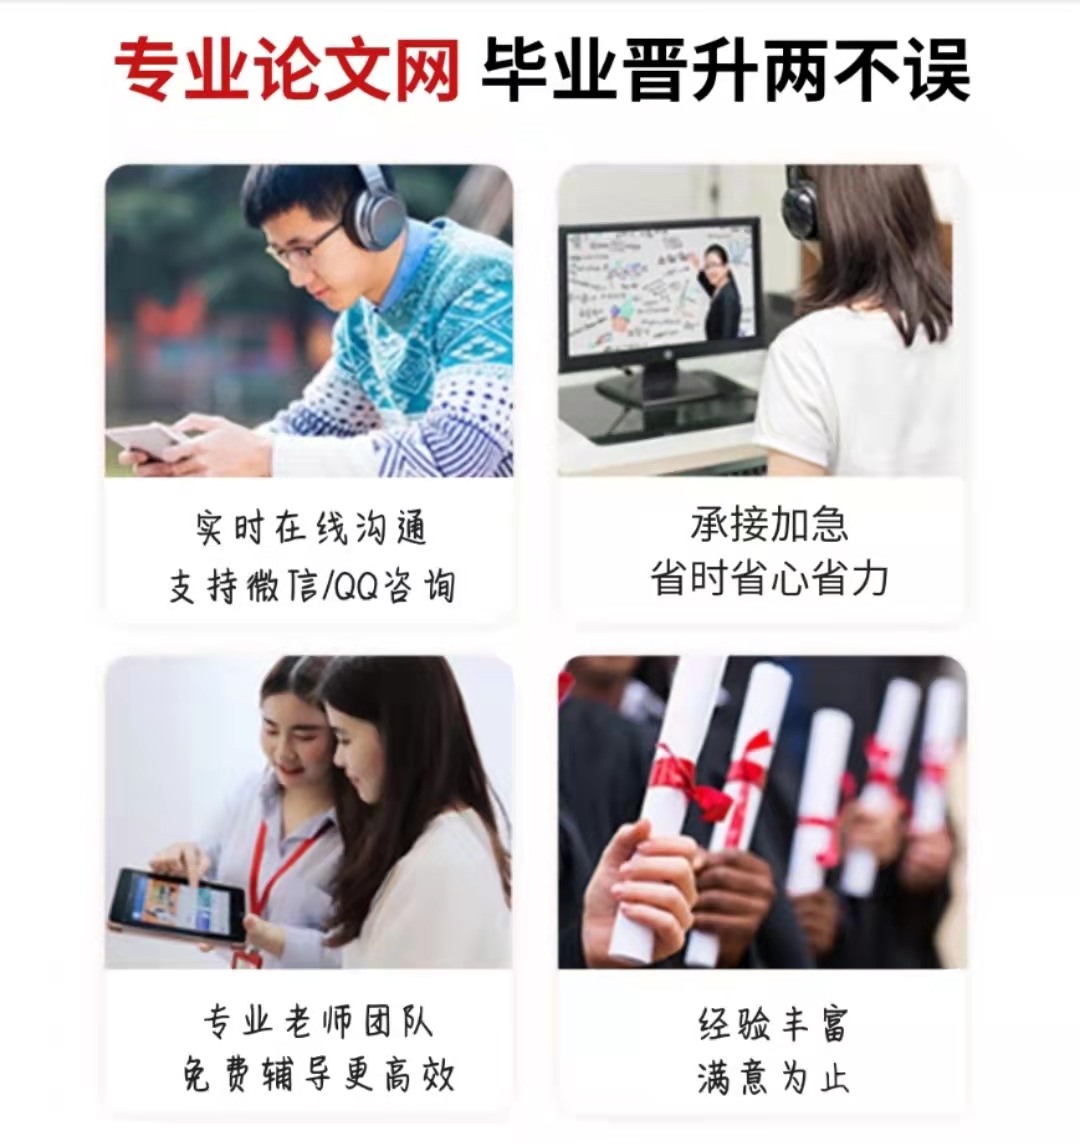 专业论文网 毕业晋升两不误
实时在线沟通
支持微信/QQ咨询
承接加急
省时省心省力
专业老师团队
免费辅导更高效
经验丰富
满意为止